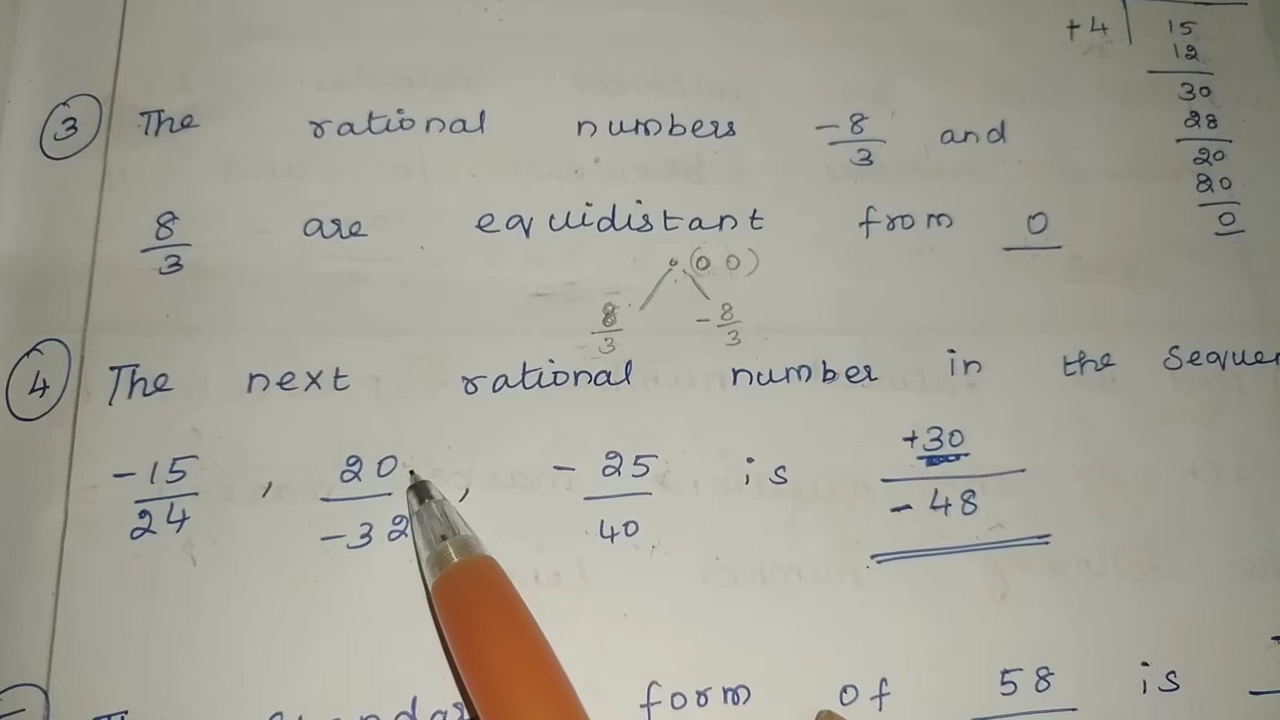 +4 15
12
30
28
20
20
0
③ The rational numbers -8/3 and
8/3 are equidistant from 0
(0 0)
8/3 -8/3
④ The next rational number in the
-15/24 , 20/-32 , -25/40 is +30/-48
form of 58 is